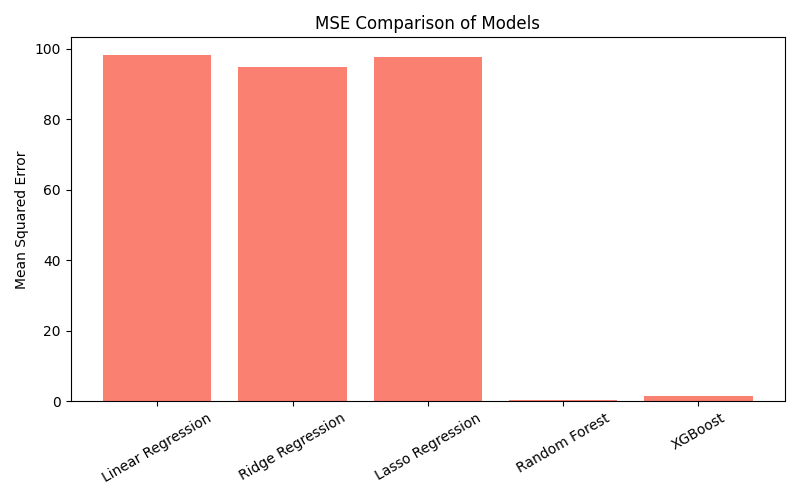 MSE Comparison of Models
Mean Squared Error
100
80
60
40
20
0
Linear Regression
Ridge Regression
Lasso Regression
Random Forest
XGBoost